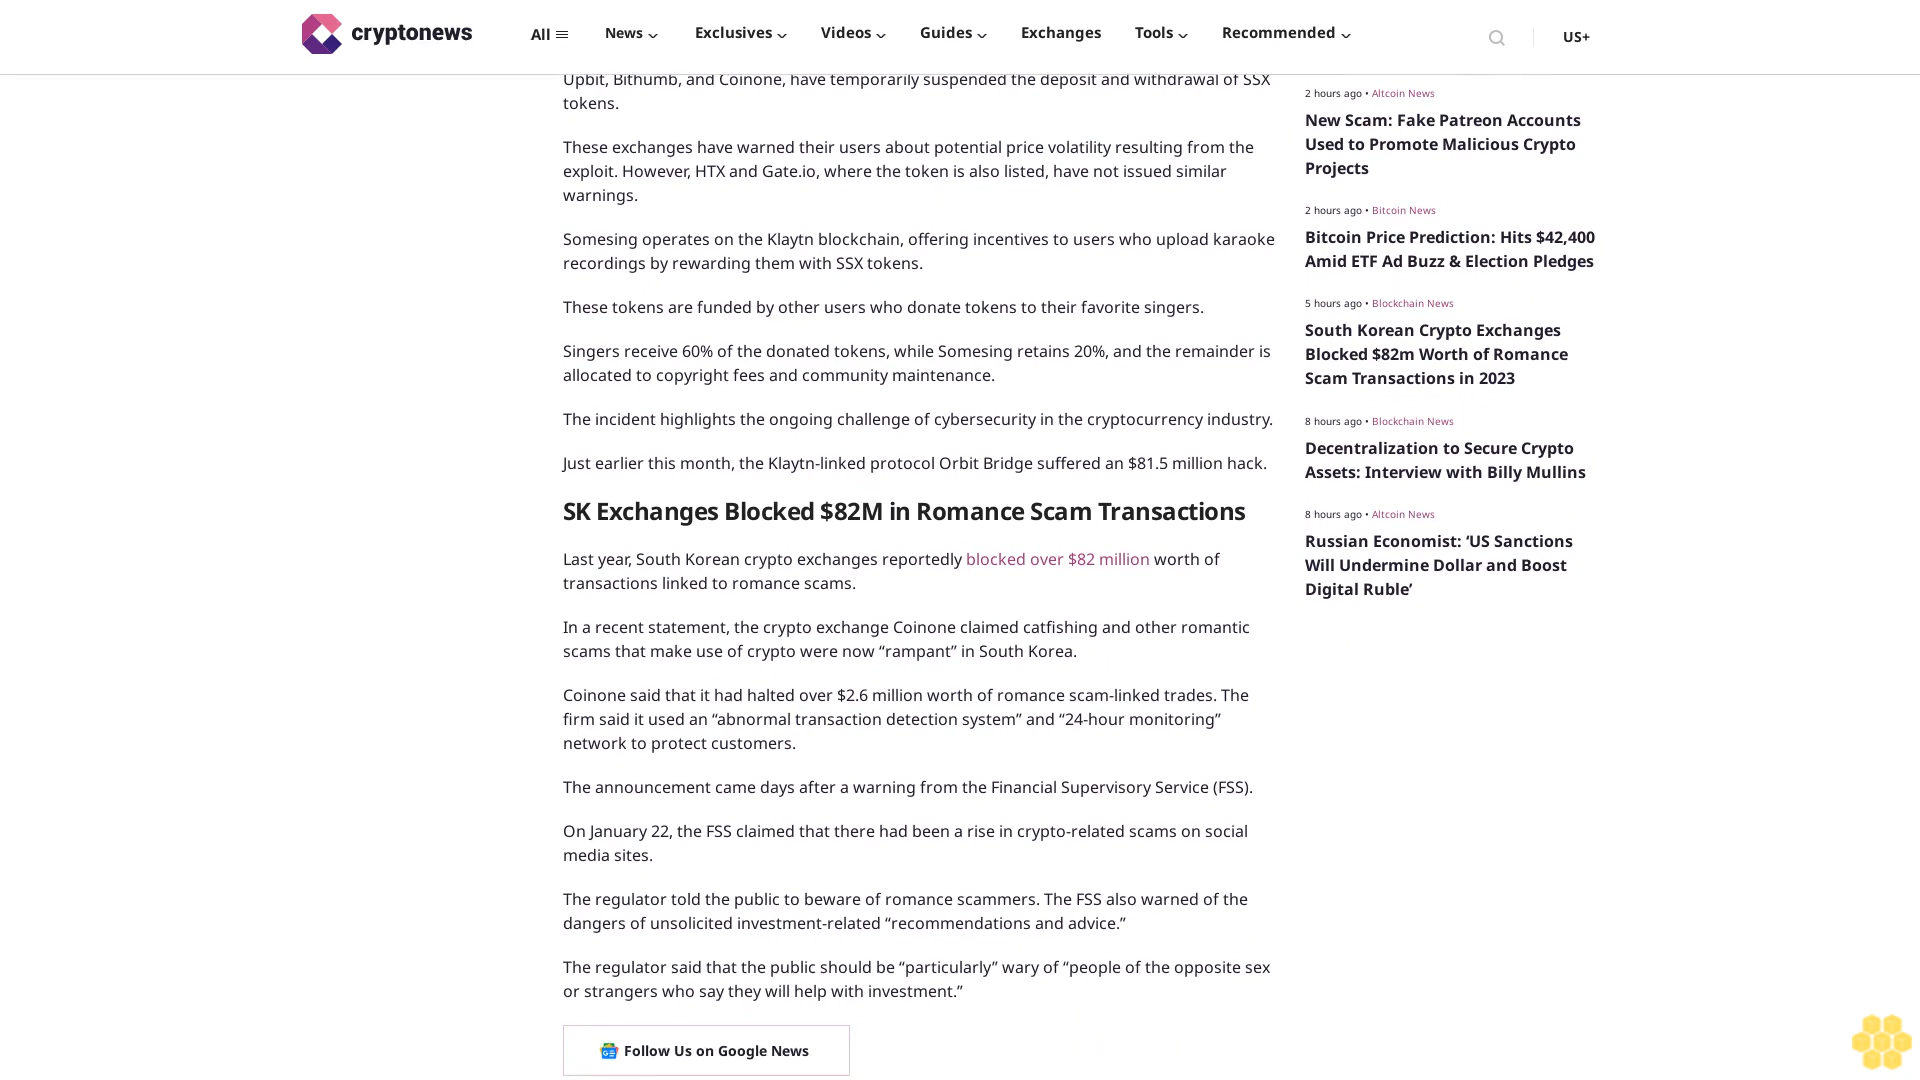 cryptonews
All
News
Exclusives
Videos
Guides
Exchanges
Tools
Recommended
US+
Upbit, Bithumb, and Coinone, have temporarily suspended the deposit and withdrawal of SSX
tokens.
These exchanges have warned their users about potential price volatility resulting from the
exploit. However, HTX and Gate.io, where the token is also listed, have not issued similar
warnings.
Somesing operates on the Klaytn blockchain, offering incentives to users who upload karaoke
recordings by rewarding them with SSX tokens.
These tokens are funded by other users who donate tokens to their favorite singers.
Singers receive 60% of the donated tokens, while Somesing retains 20%, and the remainder is
allocated to copyright fees and community maintenance.
The incident highlights the ongoing challenge of cybersecurity in the cryptocurrency industry.
Just earlier this month, the Klaytn-linked protocol Orbit Bridge suffered an $81.5 million hack.
SK Exchanges Blocked $82M in Romance Scam Transactions
Last year, South Korean crypto exchanges reportedly blocked over $82 million worth of
transactions linked to romance scams.
In a recent statement, the crypto exchange Coinone claimed catfishing and other romantic
scams that make use of crypto were now “rampant” in South Korea.
Coinone said that it had halted over $2.6 million worth of romance scam-linked trades. The
firm said it used an “abnormal transaction detection system” and “24-hour monitoring”
network to protect customers.
The announcement came days after a warning from the Financial Supervisory Service (FSS).
On January 22, the FSS claimed that there had been a rise in crypto-related scams on social
media sites.
The regulator told the public to beware of romance scammers. The FSS also warned of the
dangers of unsolicited investment-related “recommendations and advice.”
The regulator said that the public should be “particularly” wary of “people of the opposite sex
or strangers who say they will help with investment.”
Follow Us on Google News
2 hours ago • Altcoin News
New Scam: Fake Patreon Accounts
Used to Promote Malicious Crypto
Projects
2 hours ago • Bitcoin News
Bitcoin Price Prediction: Hits $42,400
Amid ETF Ad Buzz & Election Pledges
5 hours ago • Blockchain News
South Korean Crypto Exchanges
Blocked $82m Worth of Romance
Scam Transactions in 2023
8 hours ago • Blockchain News
Decentralization to Secure Crypto
Assets: Interview with Billy Mullins
8 hours ago • Altcoin News
Russian Economist: ‘US Sanctions
Will Undermine Dollar and Boost
Digital Ruble’